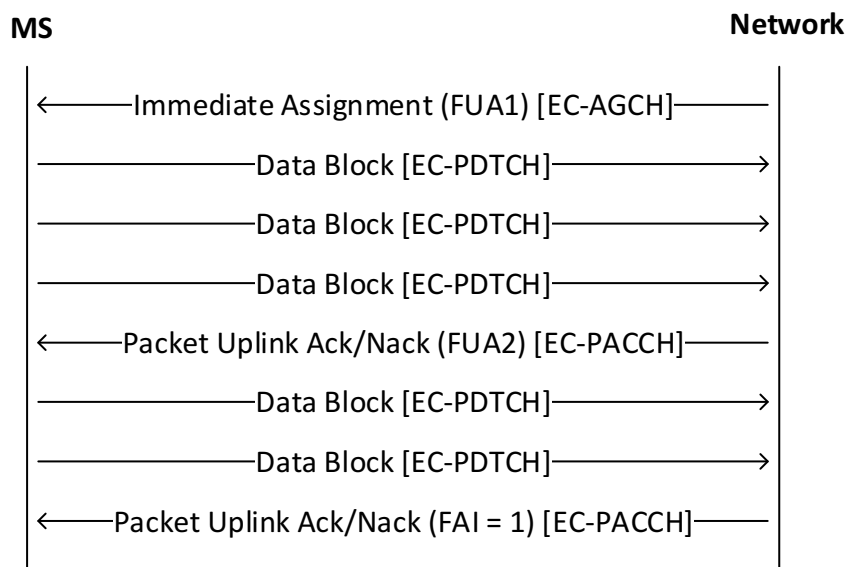 MS
Network
Immediate Assignment (FUA1) [EC-AGCH]
Data Block [EC-PDTCH]
Data Block [EC-PDTCH]
Data Block [EC-PDTCH]
Packet Uplink Ack/Nack (FUA2) [EC-PACCH]
Data Block [EC-PDTCH]
Data Block [EC-PDTCH]
Packet Uplink Ack/Nack (FAI = 1) [EC-PACCH]